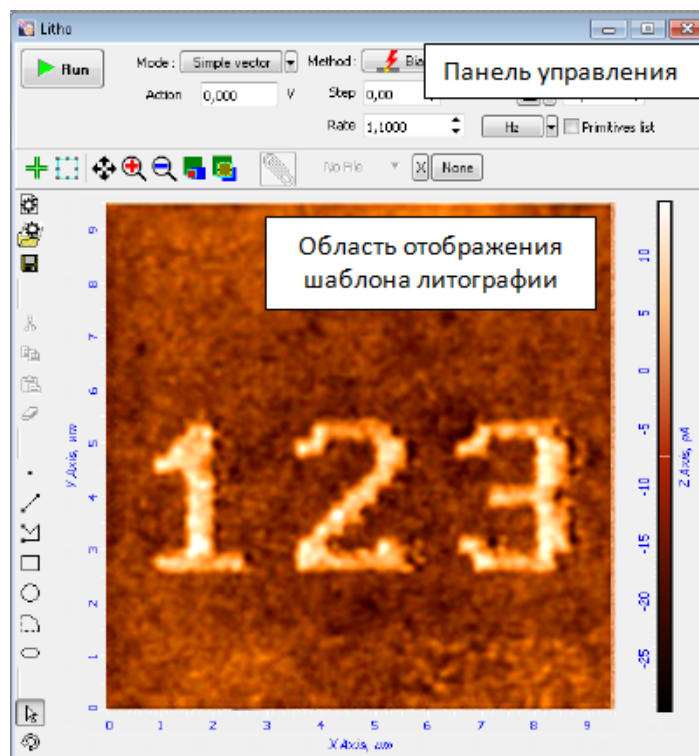 Litho
Run
Mode: Simple vector Method:
Панель управления
Action 0,000 V Step 0,00
Rate 1,1000 Hz Primitives list
No File X None
Область отображения
шаблона литографии
9
8
7
6
5
4
3
2
1
0
Y Axis, um
123
10
5
0
-5
-10
-15
-20
-25
Z Axis, pA
0 1 2 3 4 5 6 7 8 9
X Axis, um